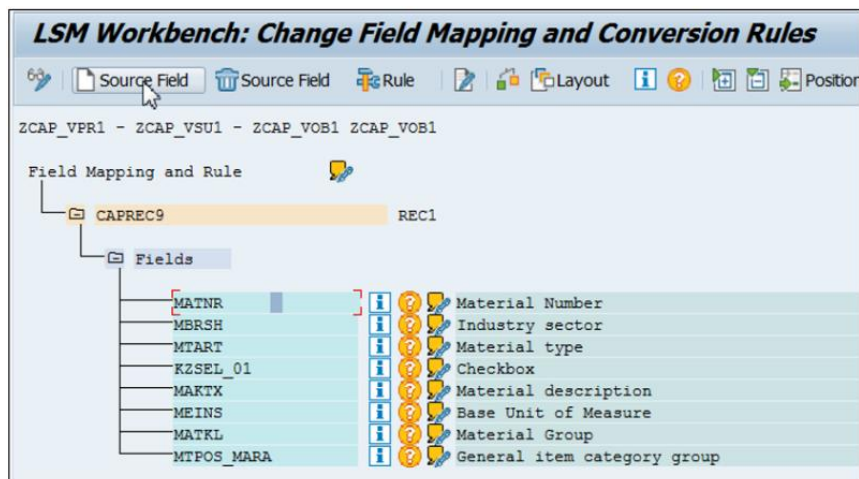 LSM Workbench: Change Field Mapping and Conversion Rules
Source Field Source Field Rule Layout Position
ZCAP_VPR1 - ZCAP_VSU1 - ZCAP_VOB1 ZCAP_VOB1
Field Mapping and Rule
CAPREC9 REC1
Fields
MATNR Material Number
MBRSH Industry sector
MTART Material type
KZSEL_01 Checkbox
MAKTX Material description
MEINS Base Unit of Measure
MATKL Material Group
MTPOS_MARA General item category group